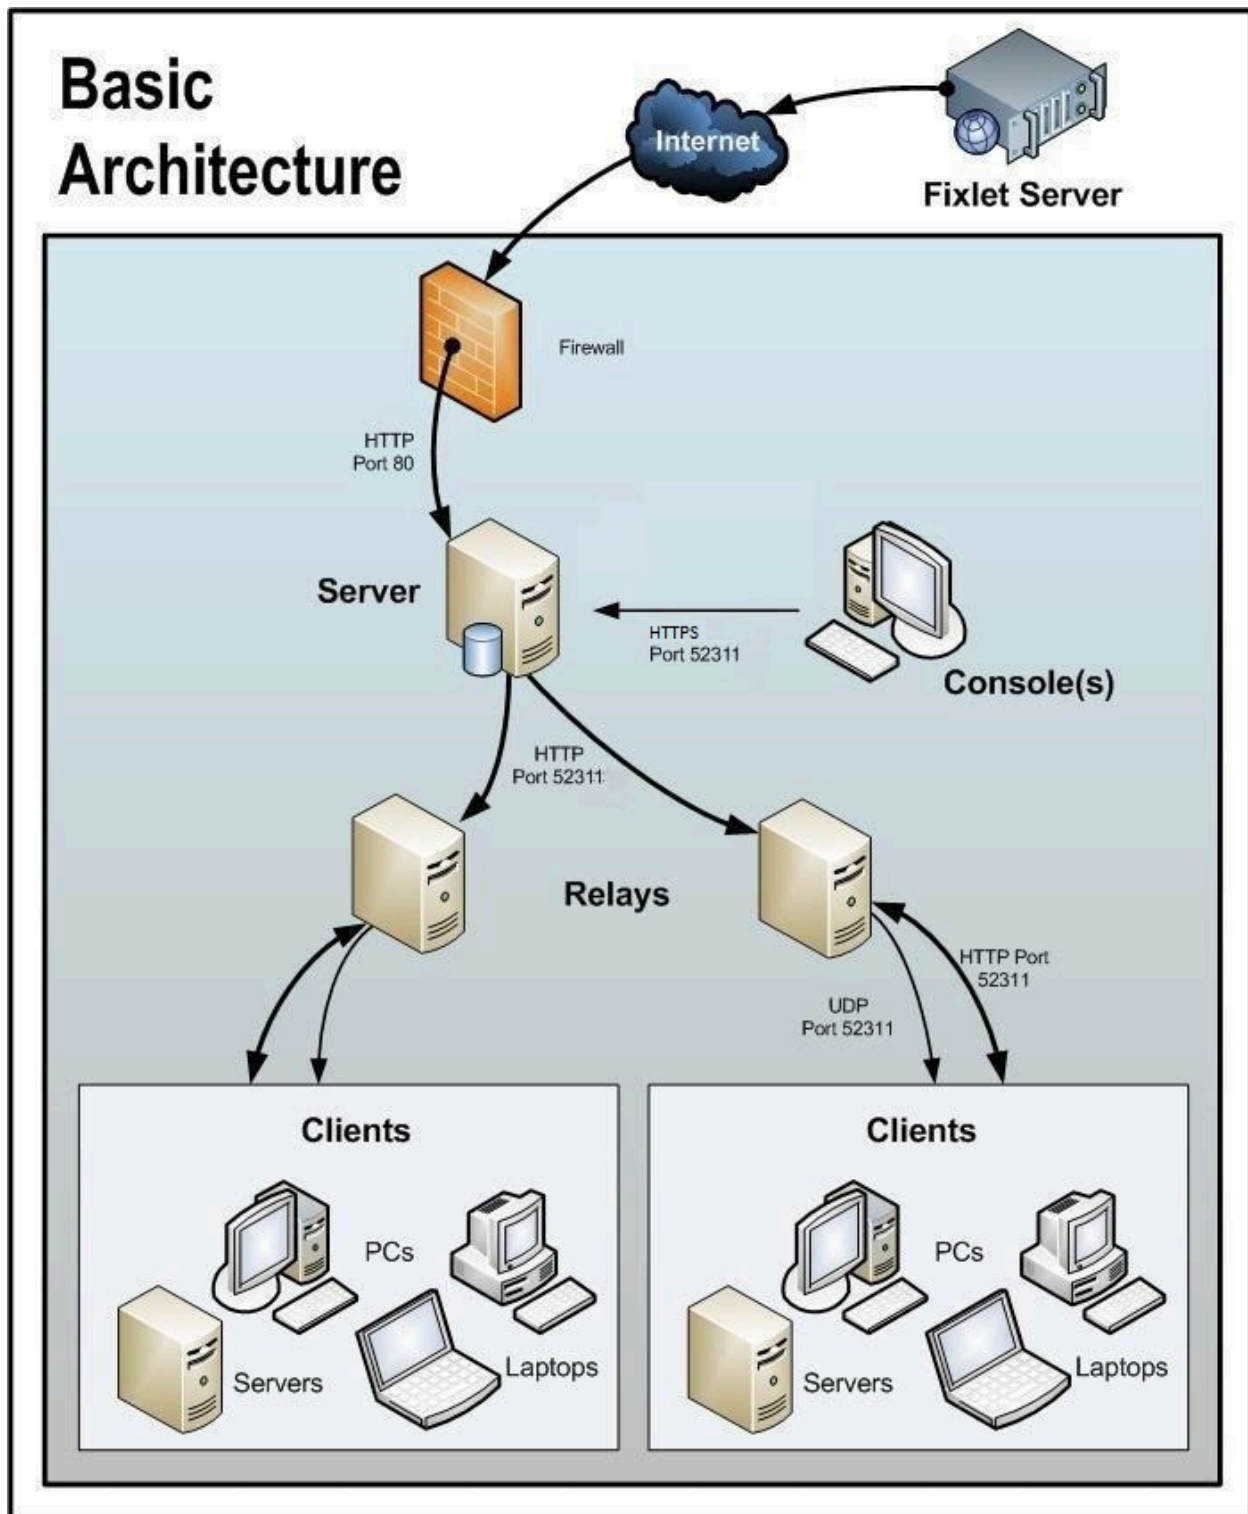 Basic
Architecture
Internet
Fixlet Server
Firewall
HTTP
Port 80
Server
HTTPS
Port 52311
Console(s)
HTTP
Port 52311
Relays
HTTP Port
52311
UDP
Port 52311
Clients
PCs
Servers
Laptops
Clients
PCs
Servers
Laptops